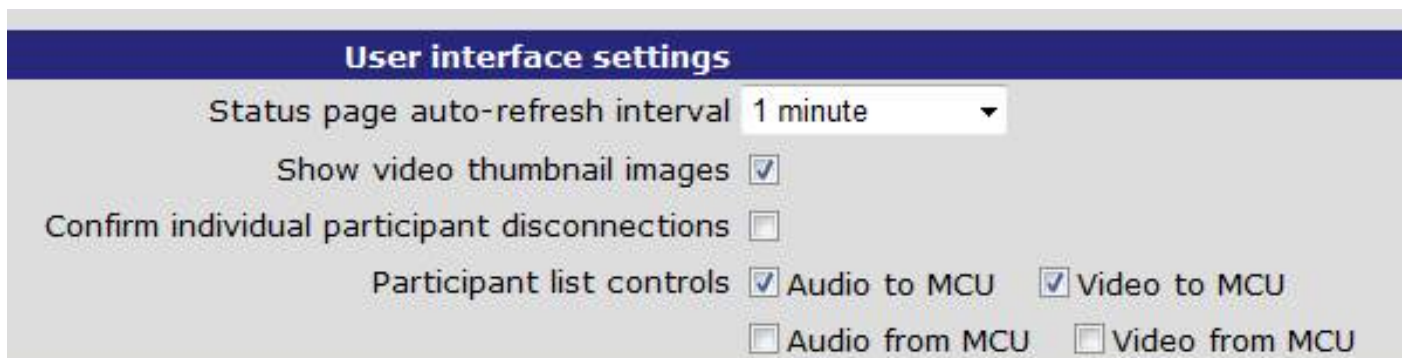 User interface settings
Status page auto-refresh interval 1 minute
Show video thumbnail images
Confirm individual participant disconnections
Participant list controls Audio to MCU Video to MCU
Audio from MCU Video from MCU